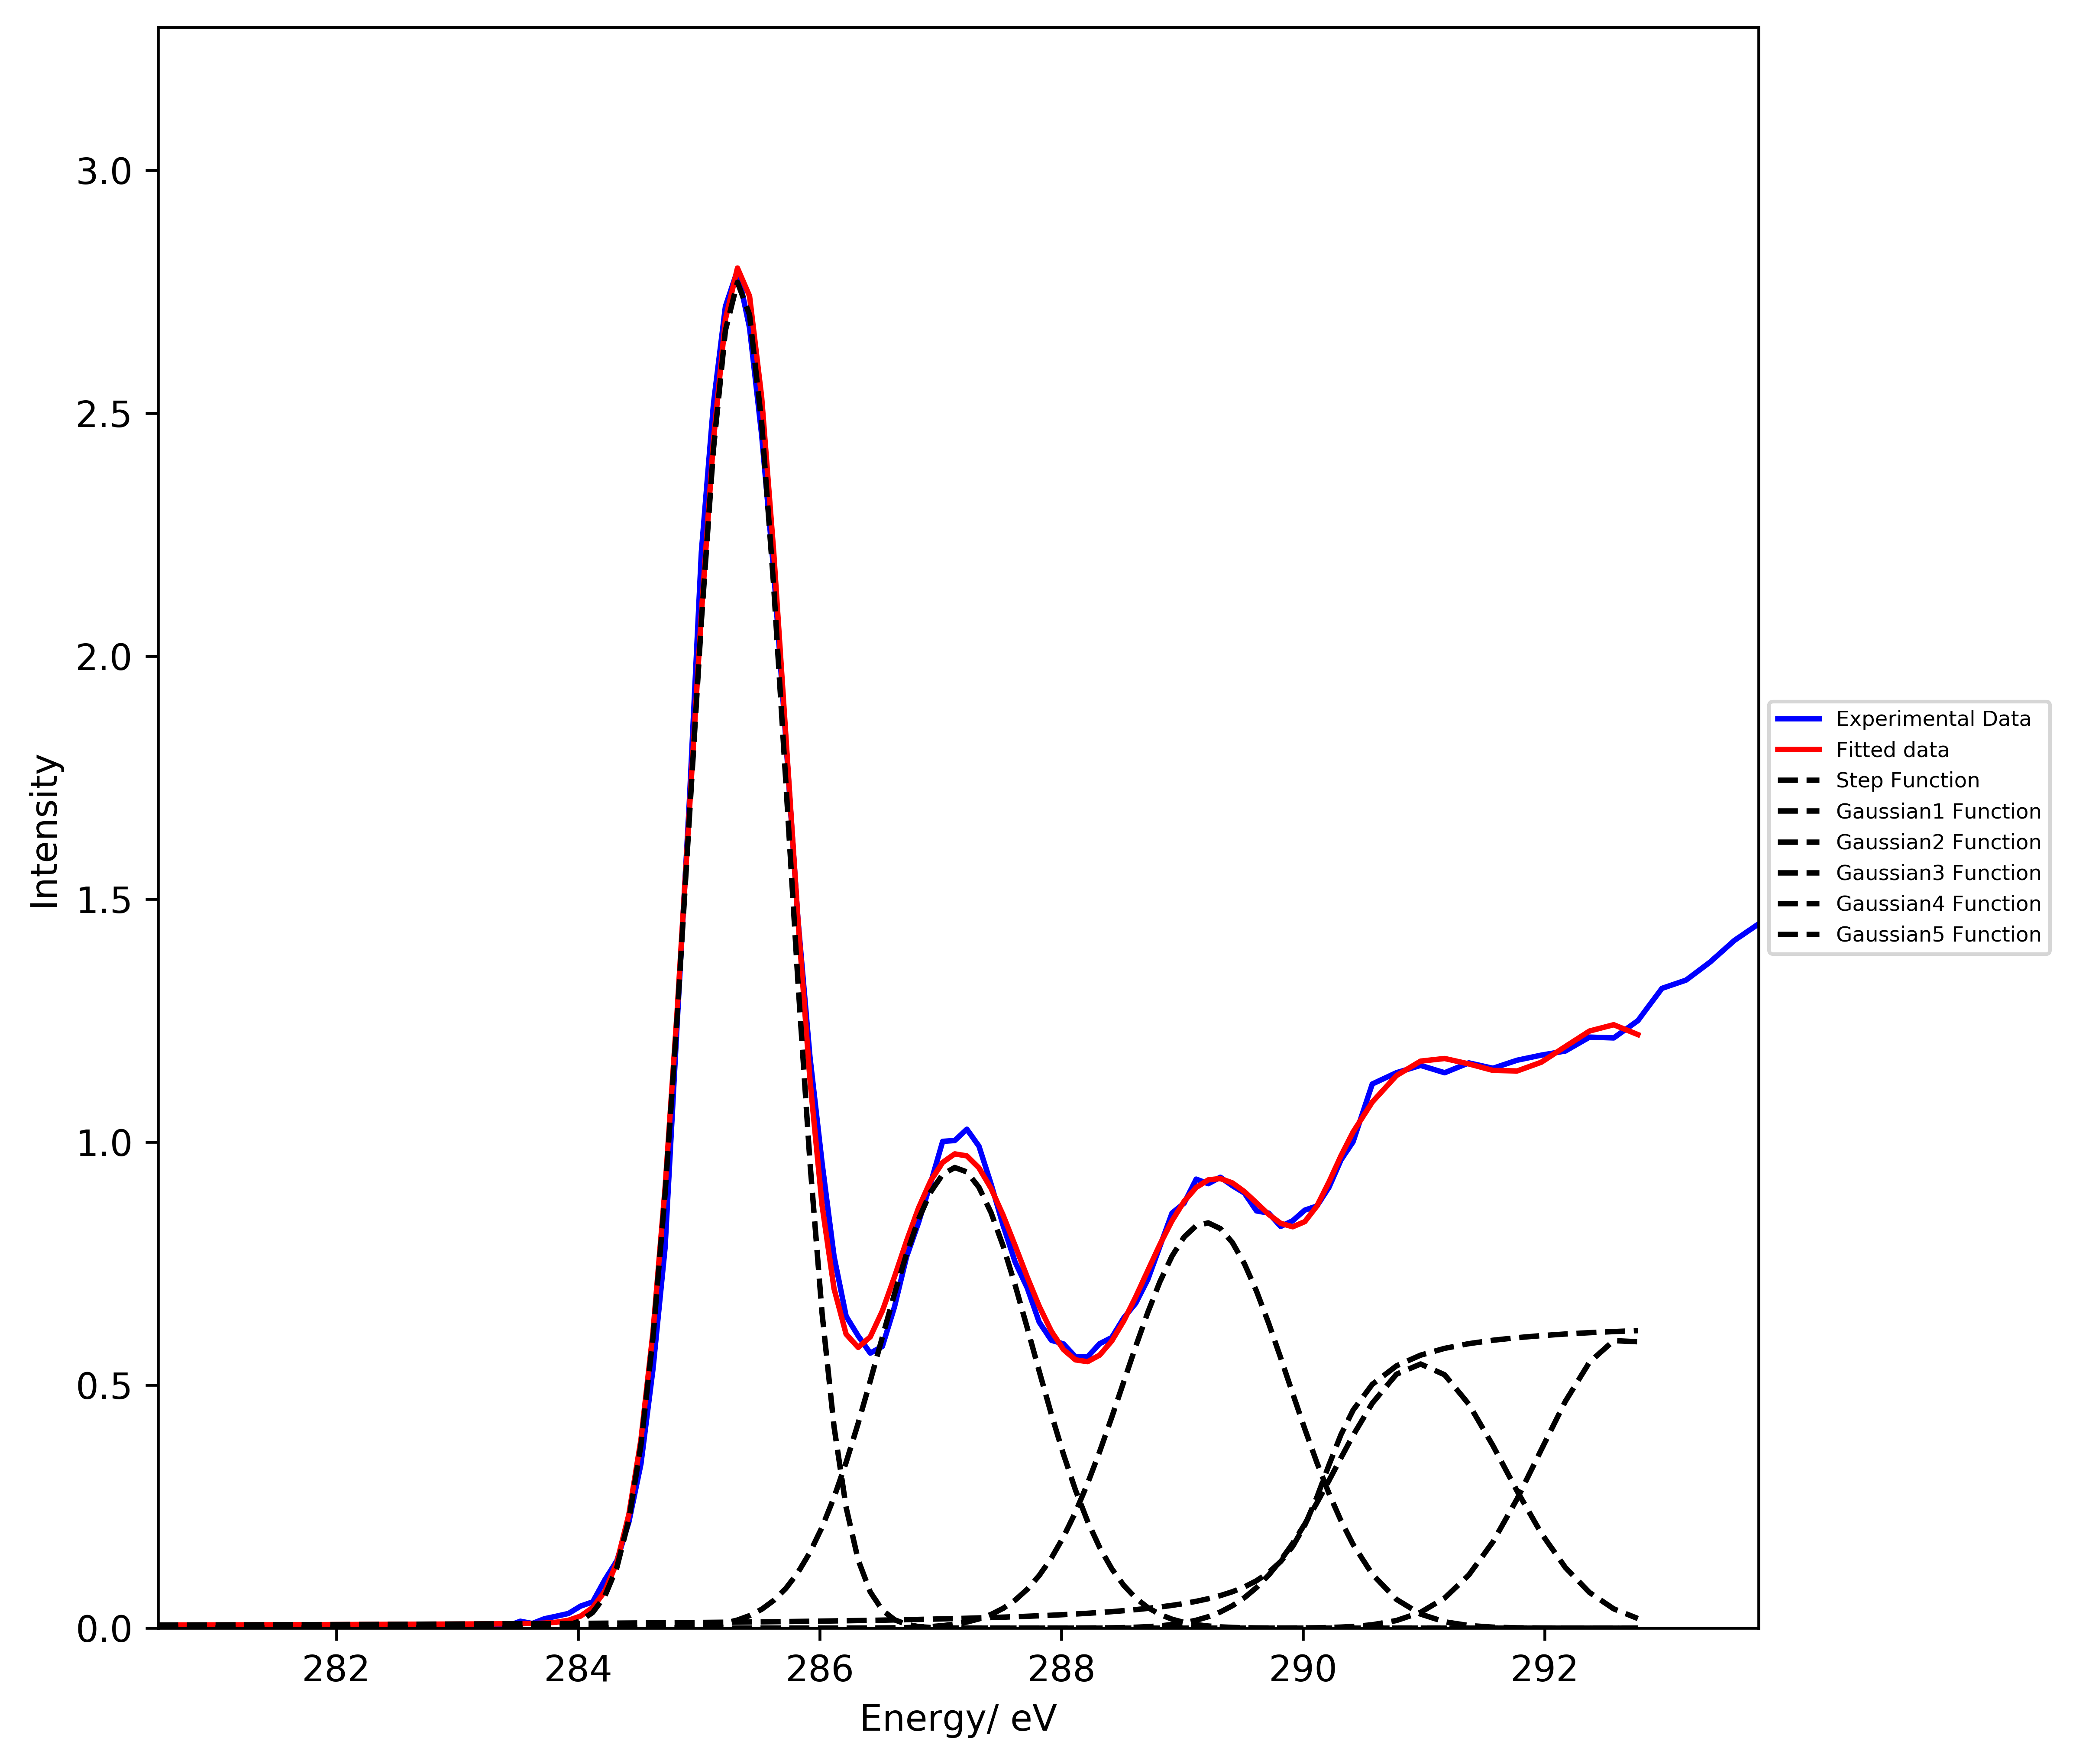 3.0
2.5
2.0
1.5
1.0
0.5
0.0
Intensity
282 284 286 288 290 292
Energy/ eV
Experimental Data
Fitted data
Step Function
Gaussian1 Function
Gaussian2 Function
Gaussian3 Function
Gaussian4 Function
Gaussian5 Function